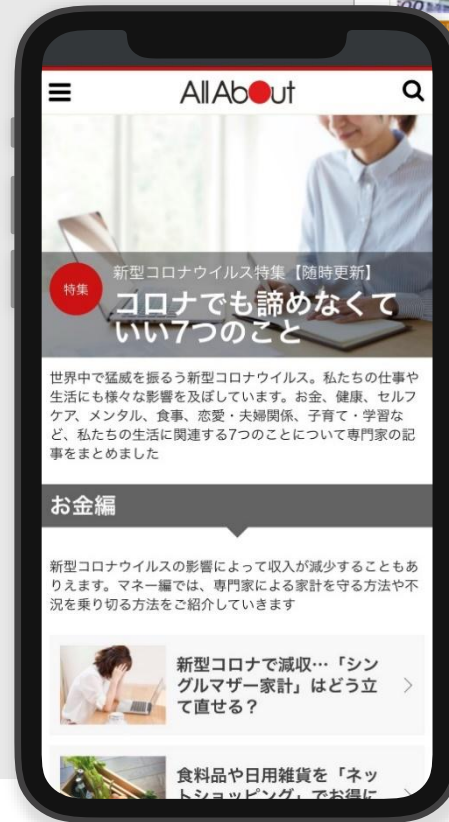 All About
特集
新型コロナウイルス特集【随時更新】
コロナでも諦めなくて
いい7つのこと
世界中で猛威を振るう新型コロナウイルス。私たちの仕事や
生活にも様々な影響を及ぼしています。お金、健康、セルフ
ケア、メンタル、食事、恋愛・夫婦関係、子育て・学習な
ど、私たちの生活に関連する7つのことについて専門家の記
事をまとめました
お金編
新型コロナウイルスの影響によって収入が減少することもあ
りえます。マネー編では、専門家による家計を守る方法や不
況を乗り切る方法をご紹介していきます
新型コロナで減収…「シン
グルマザー家計」はどう立
て直せる？
食料品や日用雑貨を「ネッ
トショッピング」でお得に